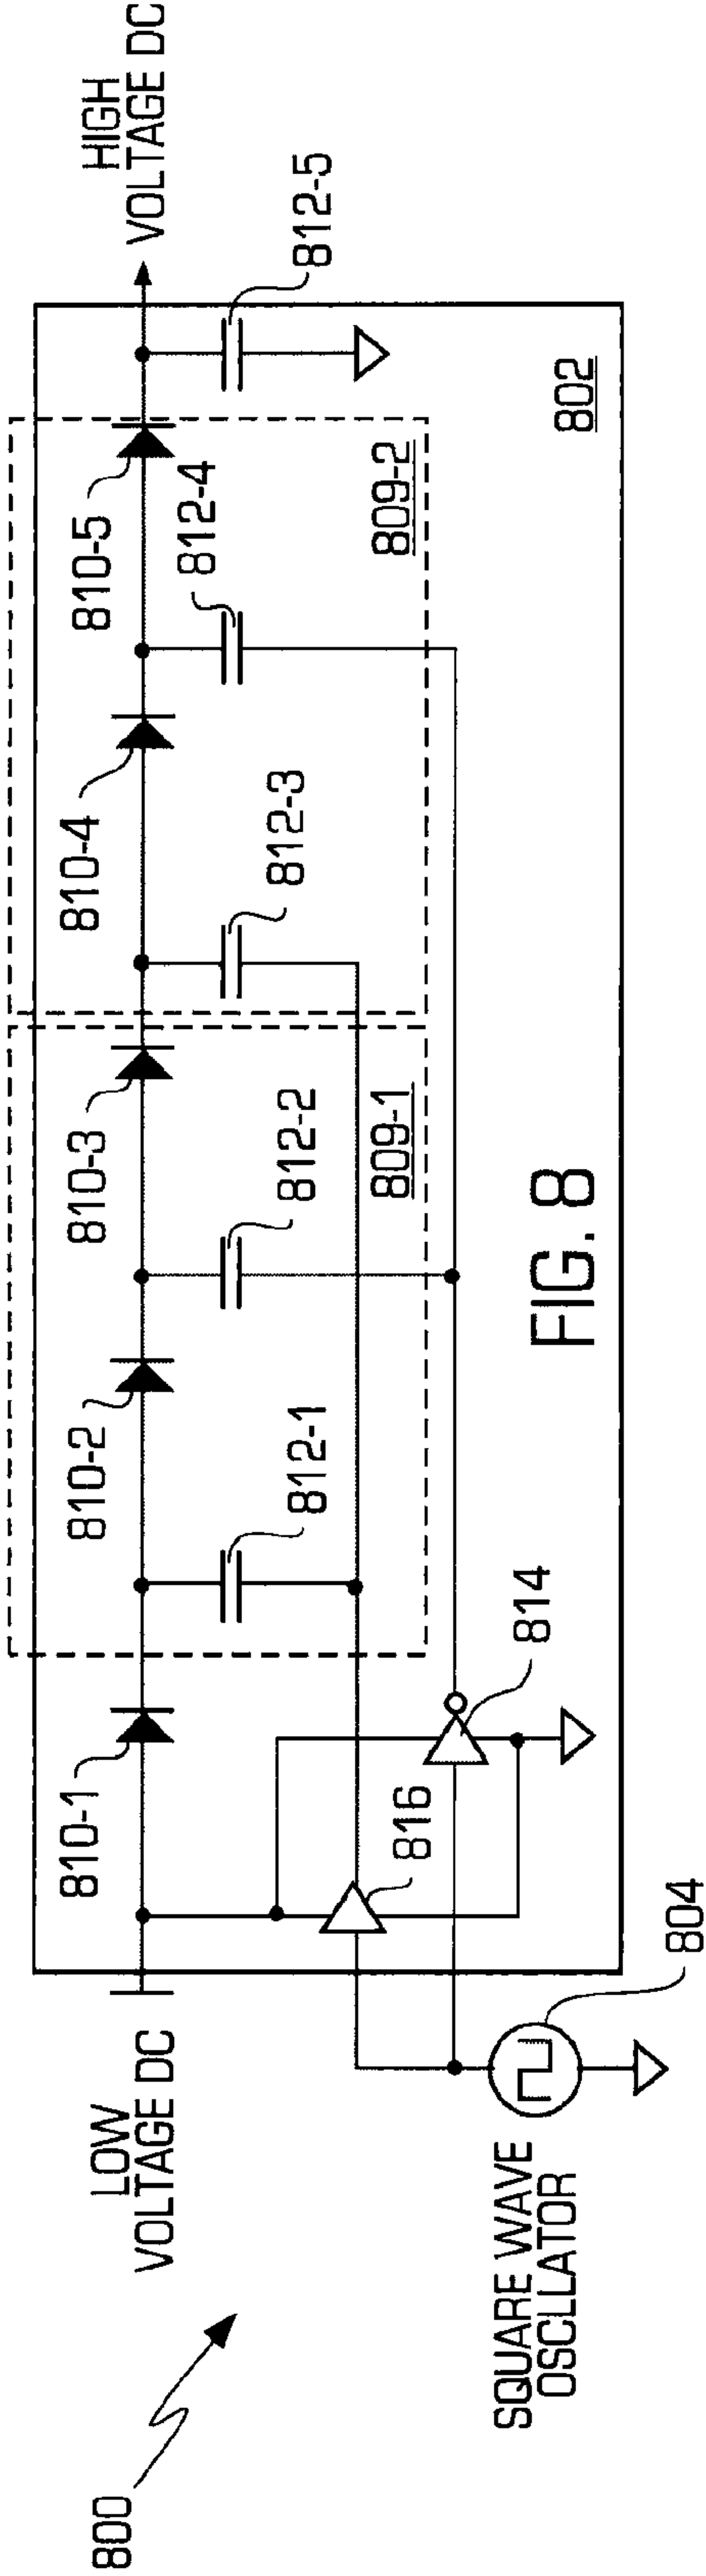 800
LOW
VOLTAGE DC
HIGH
VOLTAGE DC
810-1
810-2
810-3
810-4
810-5
812-1
812-2
812-3
812-4
812-5
809-1
809-2
816
814
802
SQUARE WAVE
OSCLLATOR
804
FIG. 8